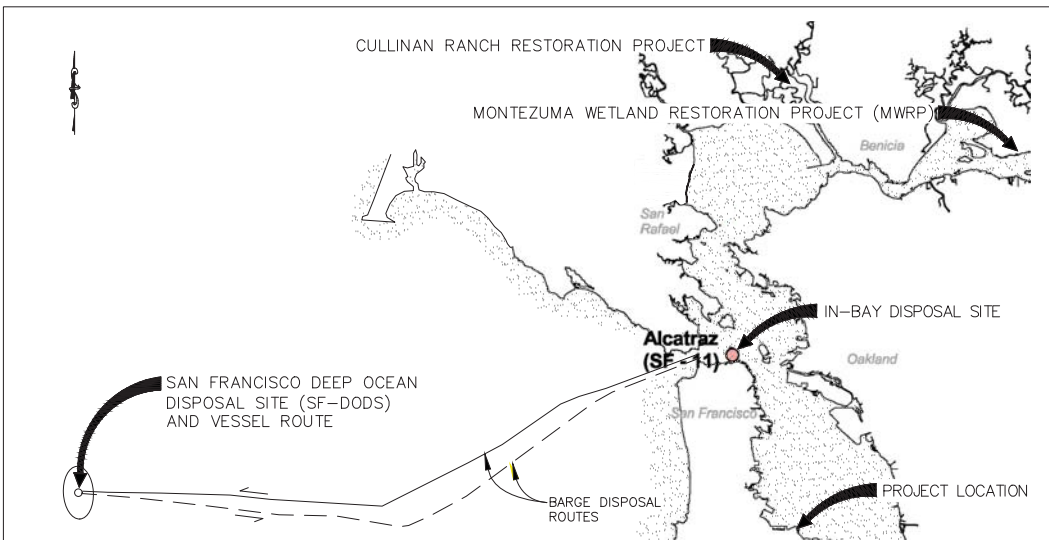 CULLINAN RANCH RESTORATION PROJECT
MONTEZUMA WETLAND RESTORATION PROJECT (MWRP)
Benicia
San
Rafael
IN-BAY DISPOSAL SITE
Alcatraz
(SF - 11)
Oakland
SAN FRANCISCO DEEP OCEAN
DISPOSAL SITE (SF-DODS)
AND VESSEL ROUTE
San Francisco
PROJECT LOCATION
BARGE DISPOSAL
ROUTES